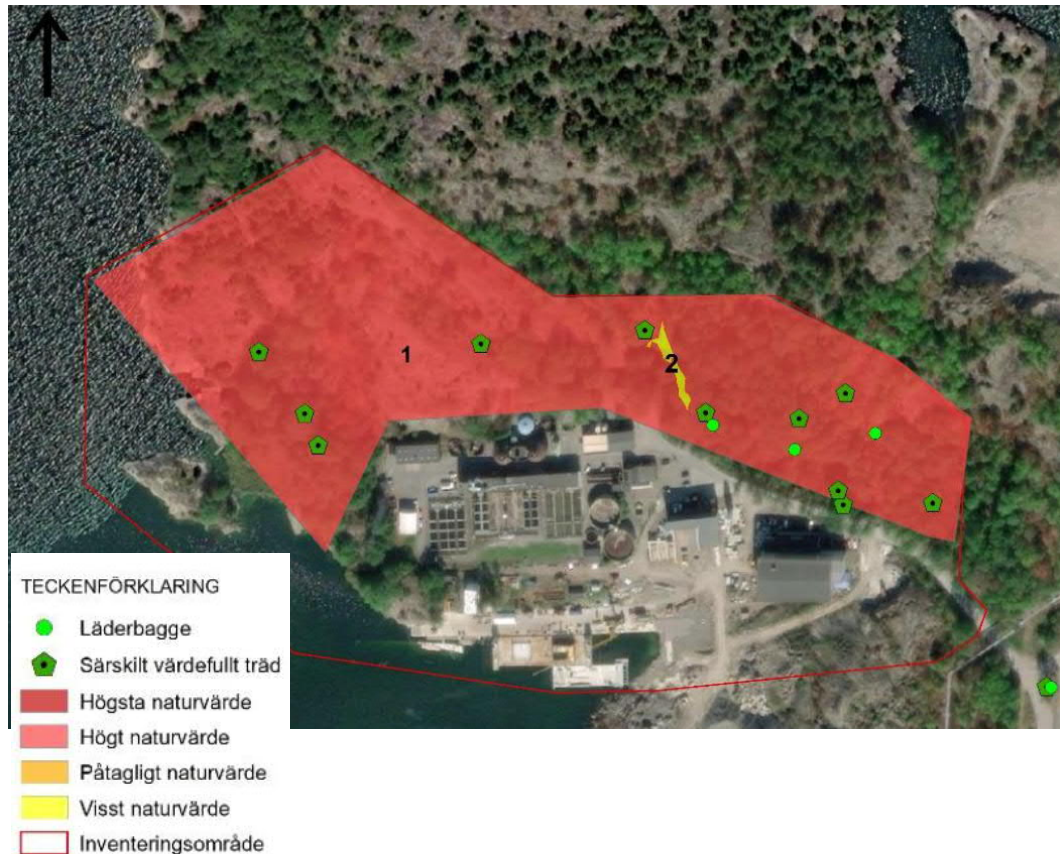 1
2
TECKENFÖRKLARING
Läderbagge
Särskilt värdefullt träd
Högsta naturvärde
Högt naturvärde
Påtagligt naturvärde
Visst naturvärde
Inventeringsområde